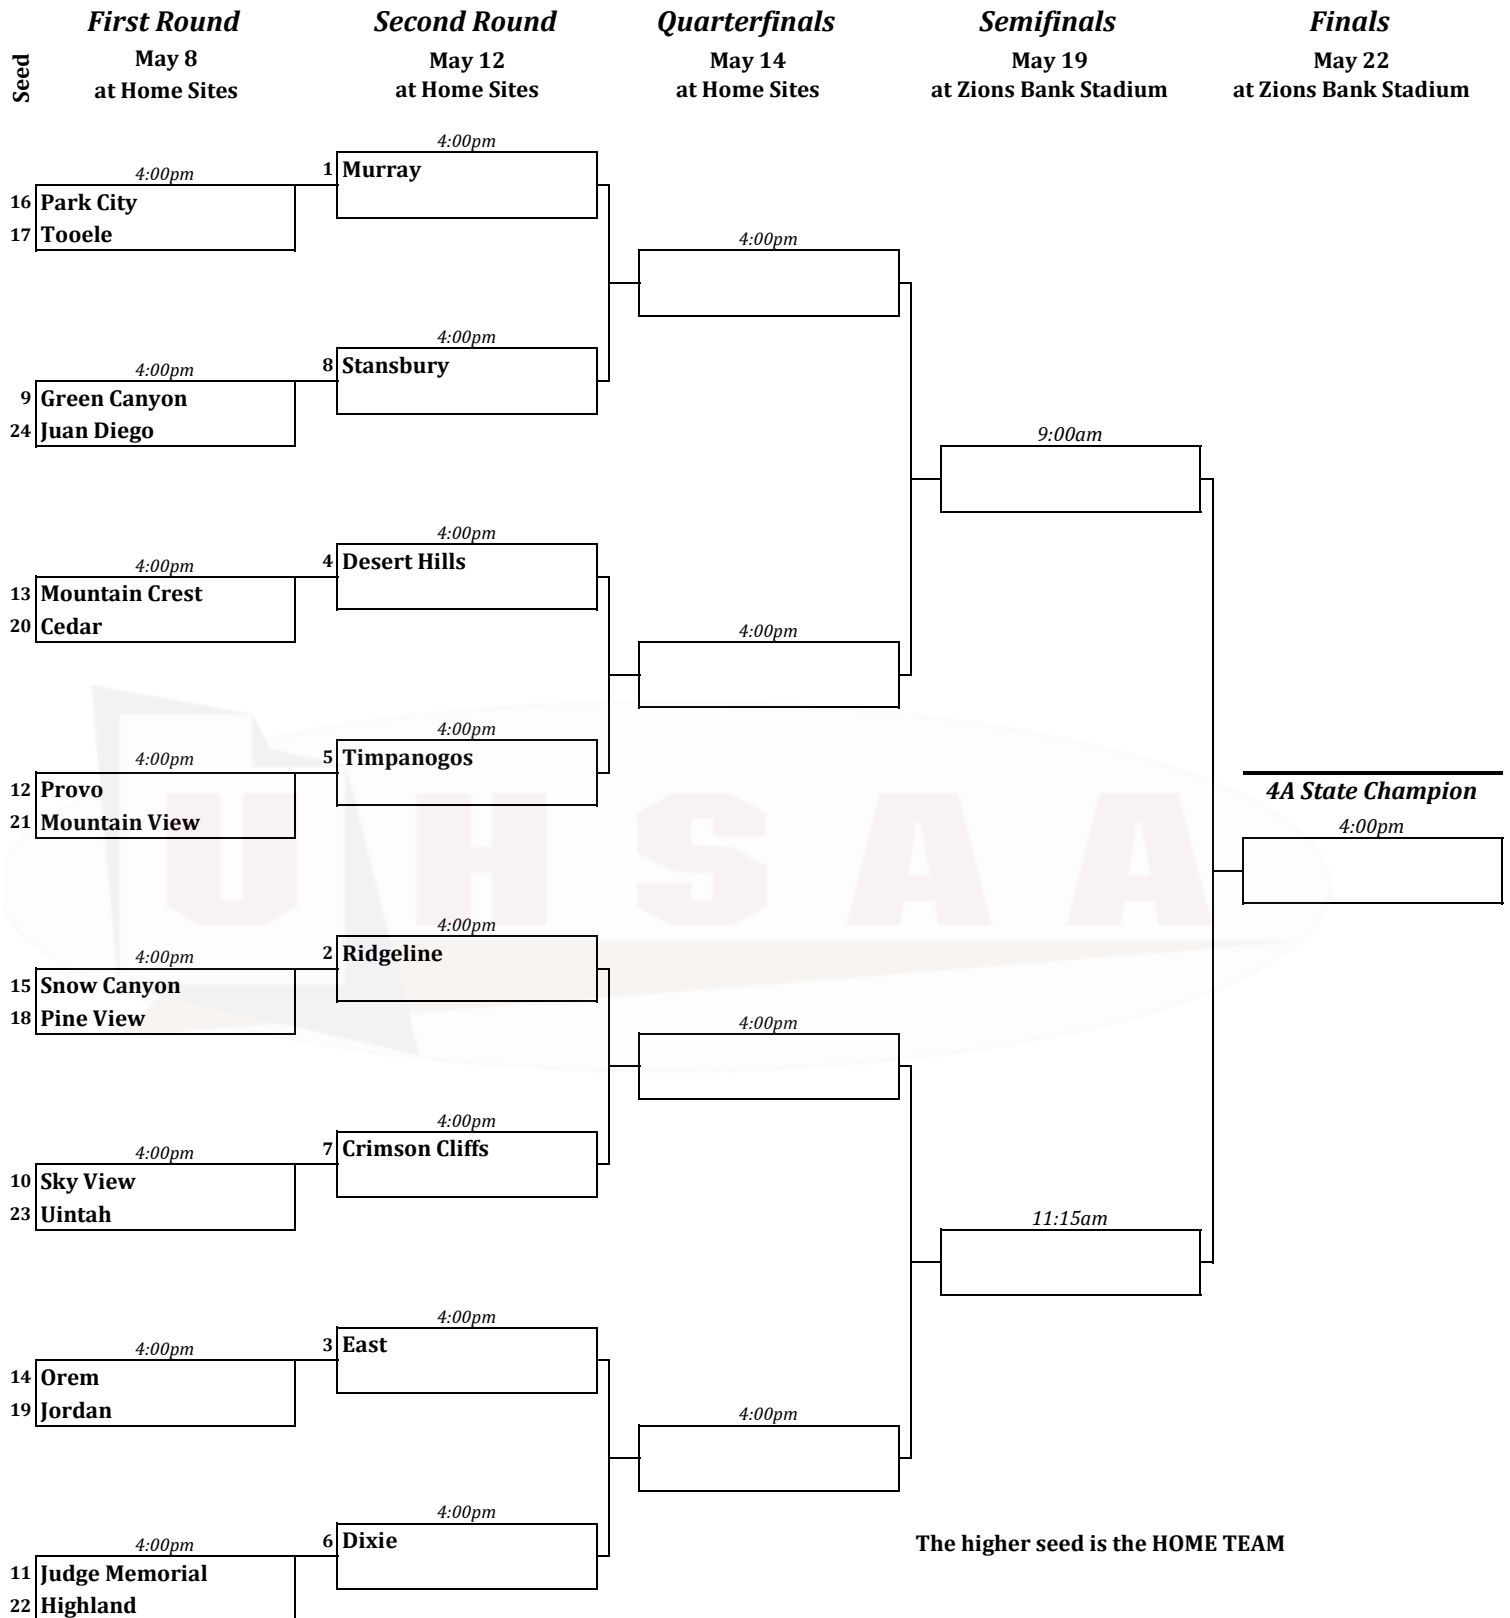 First Round
May 8
at Home Sites
Second Round
May 12
at Home Sites
Quarterfinals
May 14
at Home Sites
Semifinals
May 19
at Zions Bank Stadium
Finals
May 22
at Zions Bank Stadium
Seed
4:00pm
1 Murray
4:00pm
16 Park City
17 Tooele
4:00pm
4:00pm
8 Stansbury
4:00pm
9 Green Canyon
24 Juan Diego
9:00am
4:00pm
4 Desert Hills
4:00pm
13 Mountain Crest
20 Cedar
4:00pm
4:00pm
5 Timpanogos
4:00pm
12 Provo
21 Mountain View
4A State Champion
4:00pm
UHSAA
4:00pm
2 Ridgeline
4:00pm
15 Snow Canyon
18 Pine View
4:00pm
4:00pm
7 Crimson Cliffs
4:00pm
10 Sky View
23 Uintah
11:15am
4:00pm
3 East
4:00pm
14 Orem
19 Jordan
4:00pm
4:00pm
6 Dixie
4:00pm
11 Judge Memorial
22 Highland
The higher seed is the HOME TEAM